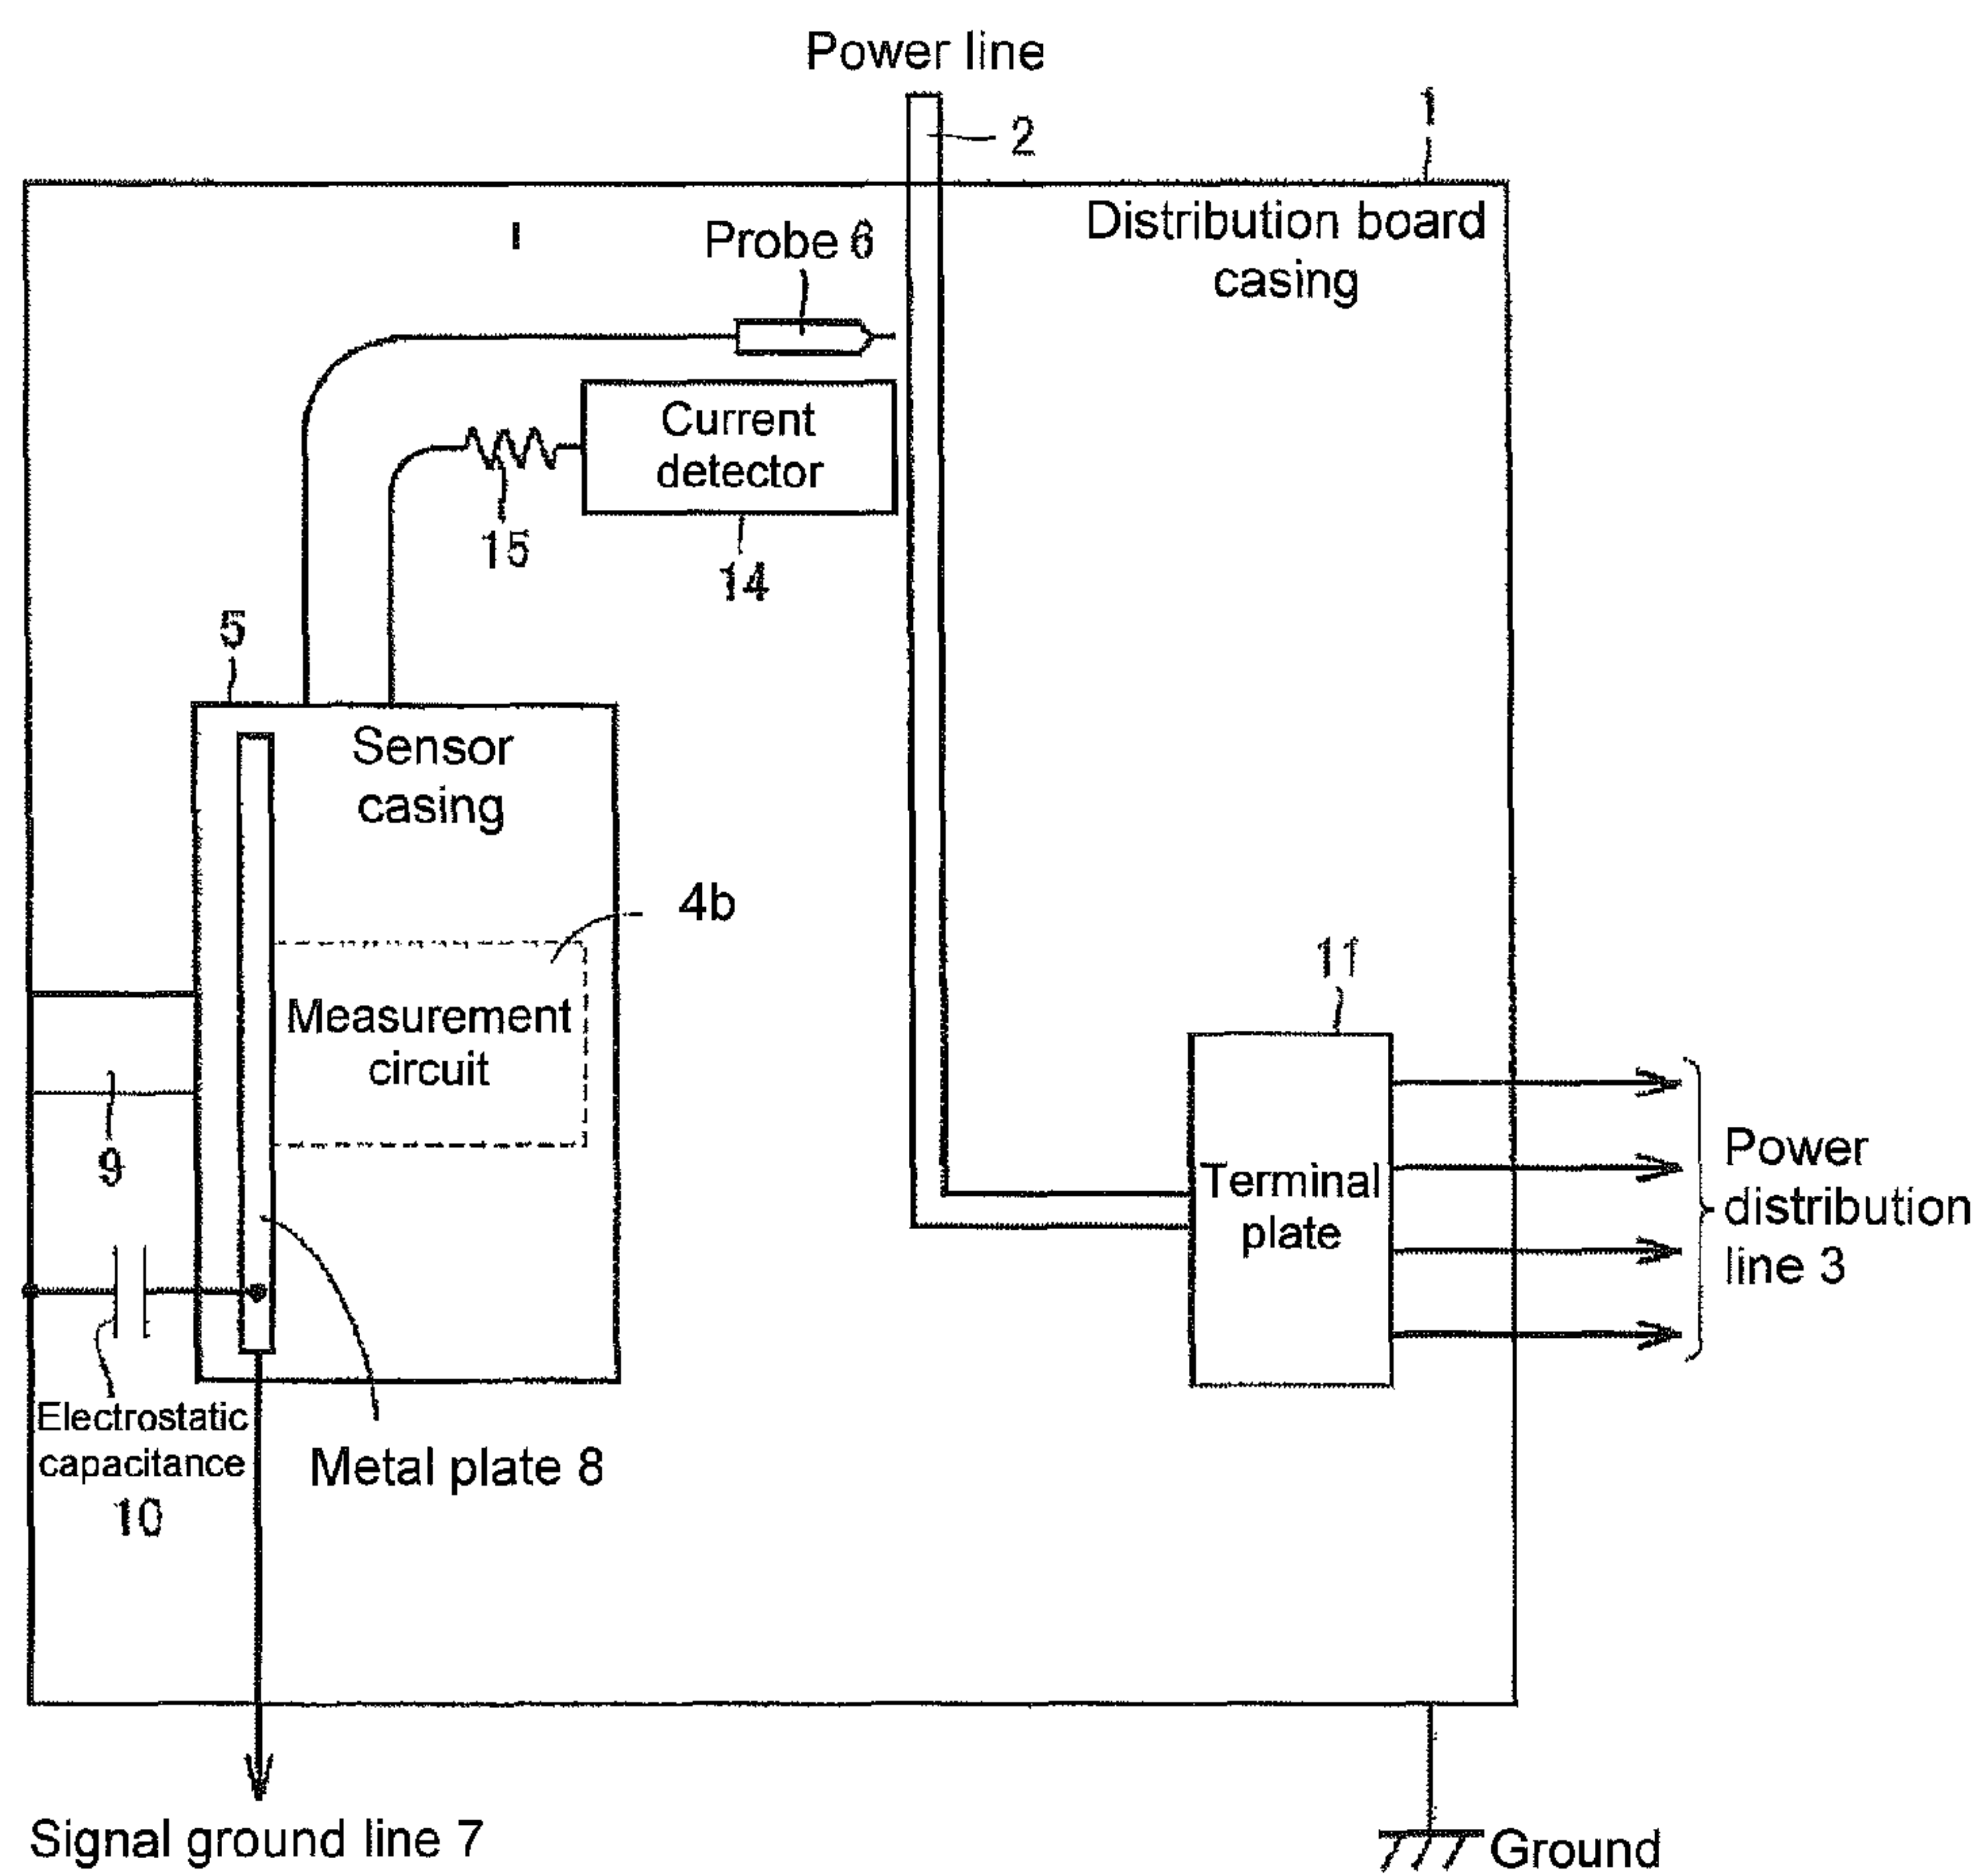 Power line
2
1
Distribution board
casing
Probe 6
Current
detector
15
14
5
Sensor
casing
4b
Measurement
circuit
9
11
Terminal
plate
Power
distribution
line 3
Electrostatic
capacitance
10
Metal plate 8
Signal ground line 7
Ground